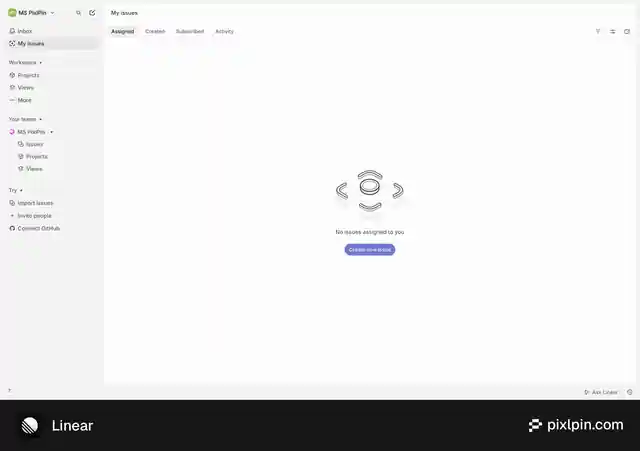 MS PixlPin
Inbox
My issues
Workspace
Projects
Views
More
Your teams
MS PixlPin
Issues
Projects
Views
Try
Import issues
Invite people
Connect GitHub
?
My issues
Assigned
Created
Subscribed
Activity
No issues assigned to you
Create new issue
Ask Linear
Linear
pixlpin.com